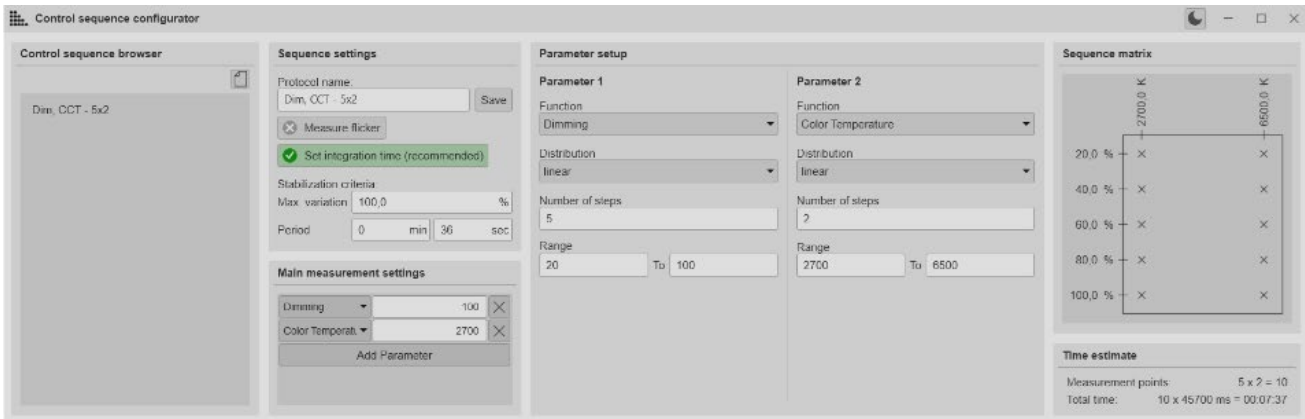 Control sequence configurator
Control sequence browser
Dim, CCT - 5x2
Sequence settings
Protocol name:
Dim, CCT - 5x2 Save
Measure flicker
Set integration time (recommended)
Stabilization criteria
Max variation 100,0 %
Period 0 min 36 sec
Main measurement settings
Dimming 100
Color Temperatu 2700
Add Parameter
Parameter setup
Parameter 1
Function
Dimming
Distribution
linear
Number of steps
5
Range
20 To 100
Parameter 2
Function
Color Temperature
Distribution
linear
Number of steps
2
Range
2700 To 6500
Sequence matrix
2700,0 K 6500,0 K
20,0 %
40,0 %
60,0 %
80,0 %
100,0 %
Time estimate
Measurement points 5 x 2 = 10
Total time: 10 x 45700 ms = 00:07:37